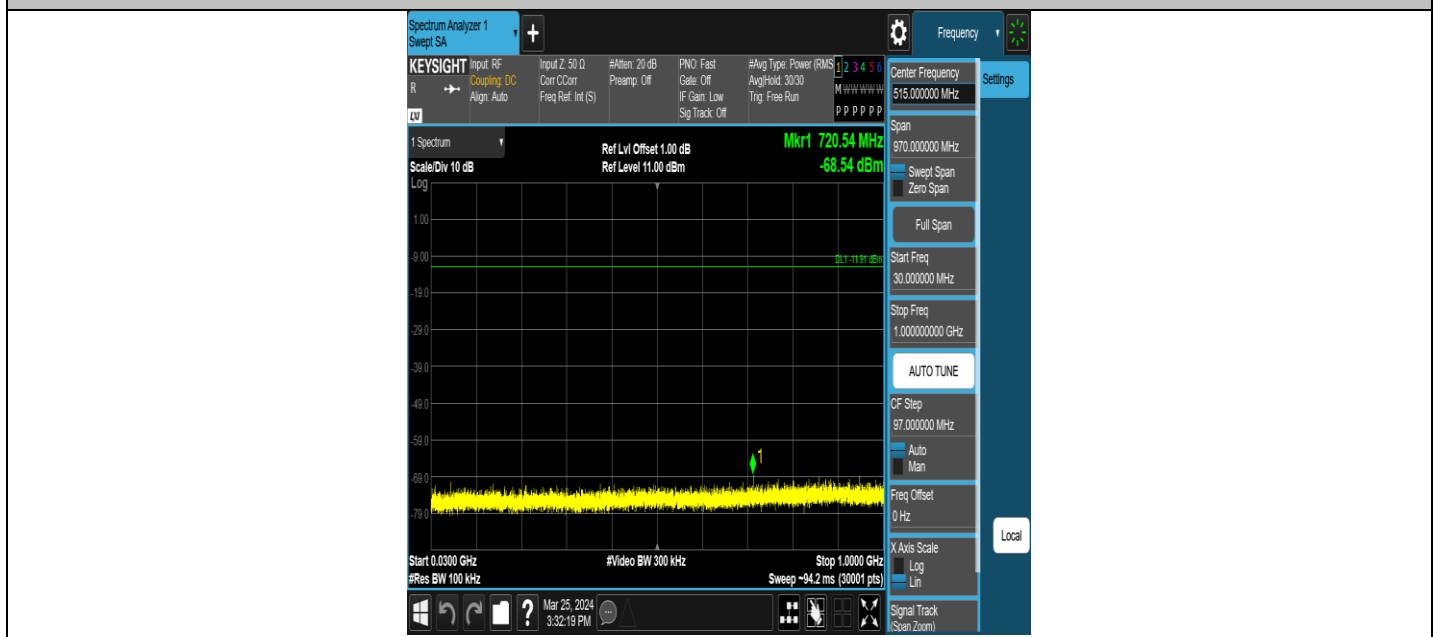 Spectrum Analyzer 1
Swept SA
+
Frequency
KEYSIGHT
R
LXI
Input: RF
Coupling: DC
Align: Auto
Input Z: 50 Ω
Corr CCorr
Freq Ref: Int (S)
#Atten: 20 dB
Preamp: Off
PNO: Fast
Gate: Off
IF Gain: Low
Sig Track: Off
#Avg Type: Power (RMS
Avg|Hold: 30/30
Trig: Free Run
1 2 3 4 5 6
M W W W W W
P P P P P P
1 Spectrum
Scale/Div 10 dB
Log
Ref Lvl Offset 1.00 dB
Ref Level 11.00 dBm
Mkr1 720.54 MHz
-68.54 dBm
1.00
-9.00
DL1 -11.91 dBm
-19.0
-29.0
-39.0
-49.0
-59.0
1
-69.0
-79.0
Start 0.0300 GHz
#Res BW 100 kHz
#Video BW 300 kHz
Stop 1.0000 GHz
Sweep ~94.2 ms (30001 pts)
Center Frequency
515.000000 MHz
Settings
Span
970.000000 MHz
Swept Span
Zero Span
Full Span
Start Freq
30.000000 MHz
Stop Freq
1.000000000 GHz
AUTO TUNE
CF Step
97.000000 MHz
Auto
Man
Freq Offset
0 Hz
X Axis Scale
Log
Lin
Local
Signal Track
(Span Zoom)
?
Mar 25, 2024
3:32:19 PM